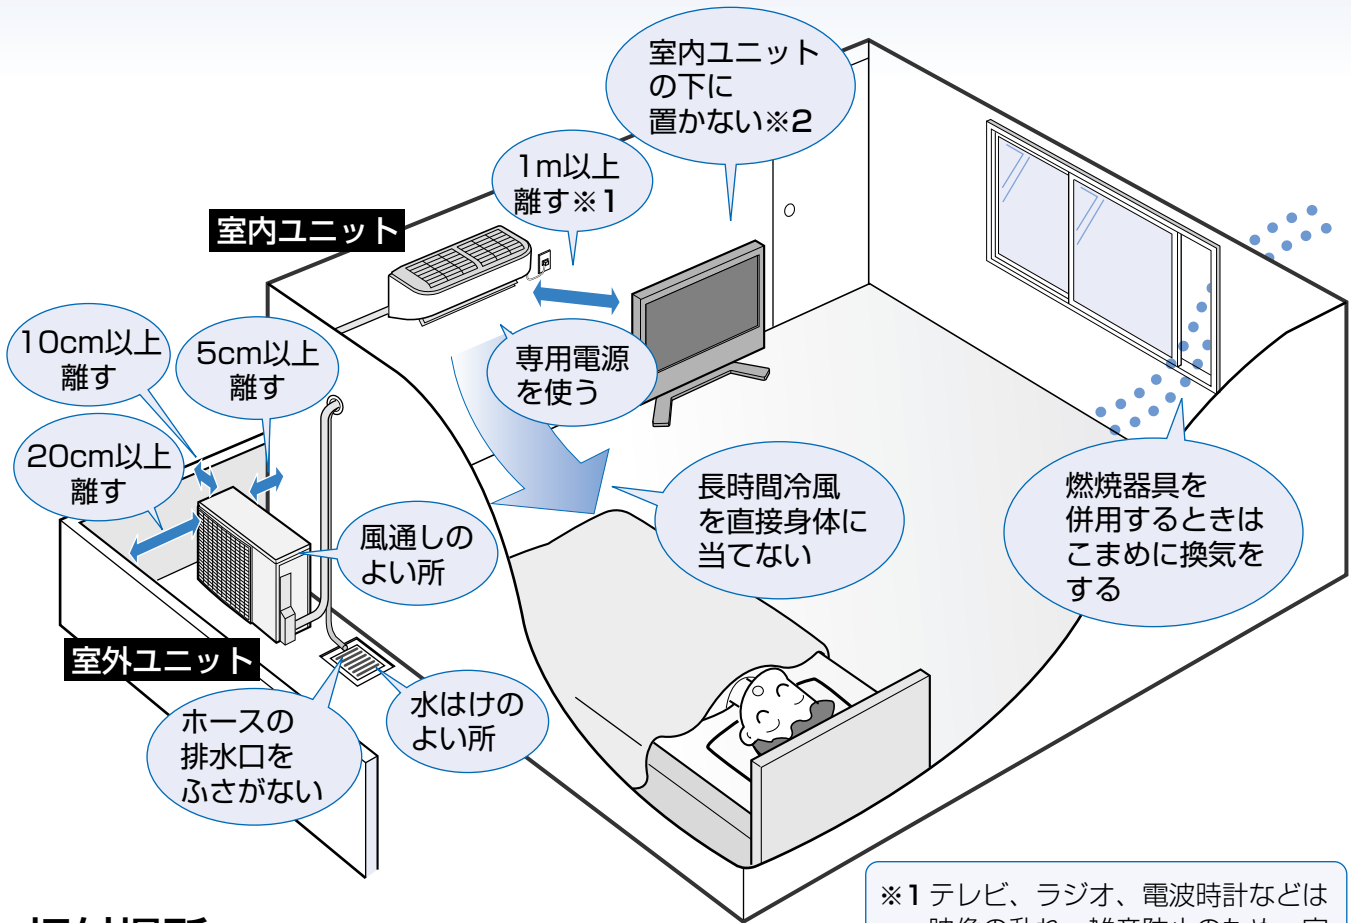 室内ユニット
の下に
置かない※2
1m以上
離す※1
室内ユニット
10cm以上
離す
5cm以上
離す
20cm以上
離す
専用電源
を使う
長時間冷風
を直接身体に
当てない
燃焼器具を
併用するときは
こまめに換気を
する
風通しの
よい所
室外ユニット
水はけの
よい所
ホースの
排水口を
ふさがない
※1 テレビ、ラジオ、電波時計などは